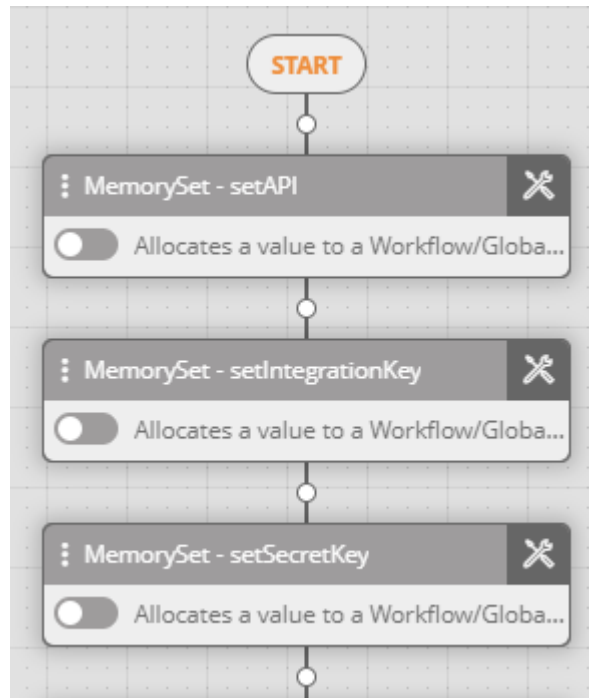 START
MemorySet - setAPI
Allocates a value to a Workflow/Globa...
MemorySet - setIntegrationKey
Allocates a value to a Workflow/Globa...
MemorySet - setSecretKey
Allocates a value to a Workflow/Globa...